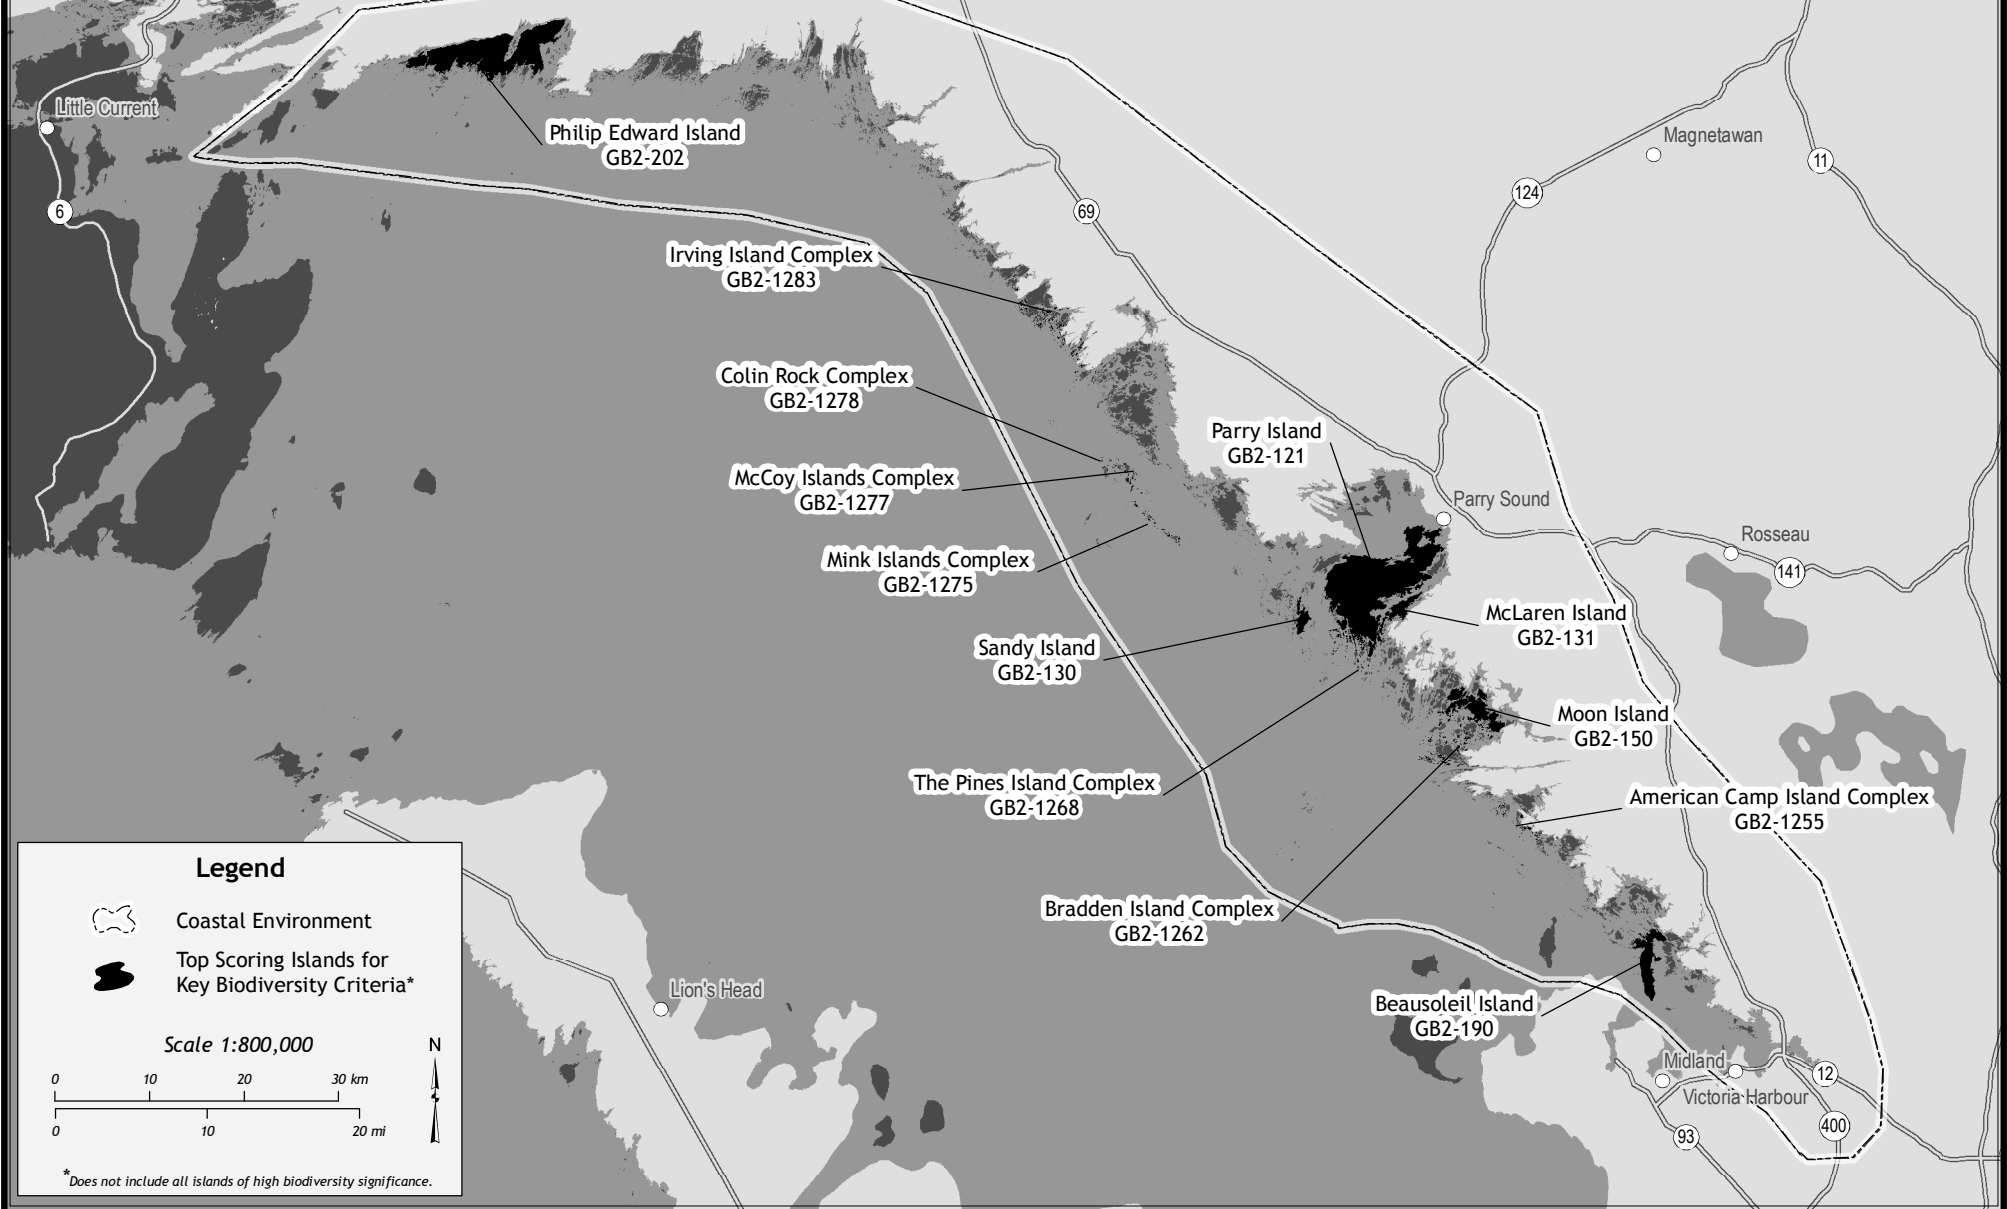 Little Current
Philip Edward Island
GB2-202
Magnetawan
11
124
6
69
Irving Island Complex
GB2-1283
Colin Rock Complex
GB2-1278
Parry Island
GB2-121
McCoy Islands Complex
GB2-1277
Parry Sound
Rosseau
141
Mink Islands Complex
GB2-1275
McLaren Island
GB2-131
Sandy Island
GB2-130
Moon Island
GB2-150
The Pines Island Complex
GB2-1268
American Camp Island Complex
GB2-1255
Bradden Island Complex
GB2-1262
Lion's Head
Beausoleil Island
GB2-190
Midland
Victoria Harbour
12
400
93
Legend
Coastal Environment
Top Scoring Islands for
Key Biodiversity Criteria*
Scale 1:800,000
N
0 10 20 30 km
0 10 20 mi
*Does not include all islands of high biodiversity significance.